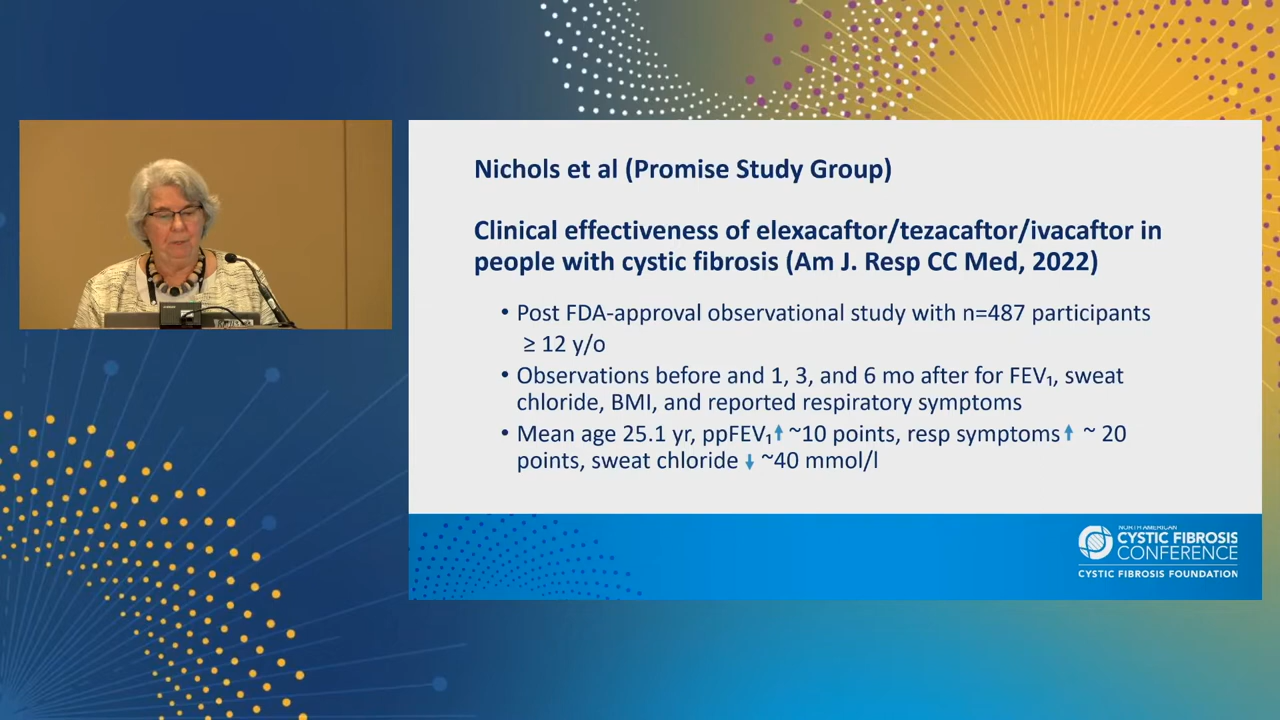 Nichols et al (Promise Study Group)
Clinical effectiveness of elexacaftor/tezacaftor/ivacaftor in
people with cystic fibrosis (Am J. Resp CC Med, 2022)
• Post FDA-approval observational study with n=487 participants
≥ 12 y/o
• Observations before and 1, 3, and 6 mo after for FEV₁, sweat
chloride, BMI, and reported respiratory symptoms
• Mean age 25.1 yr, ppFEV₁⬆ ~10 points, resp symptoms⬆ ~ 20
points, sweat chloride ⬇ ~40 mmol/l
NORTH AMERICAN
CYSTIC FIBROSIS
CONFERENCE
CYSTIC FIBROSIS FOUNDATION